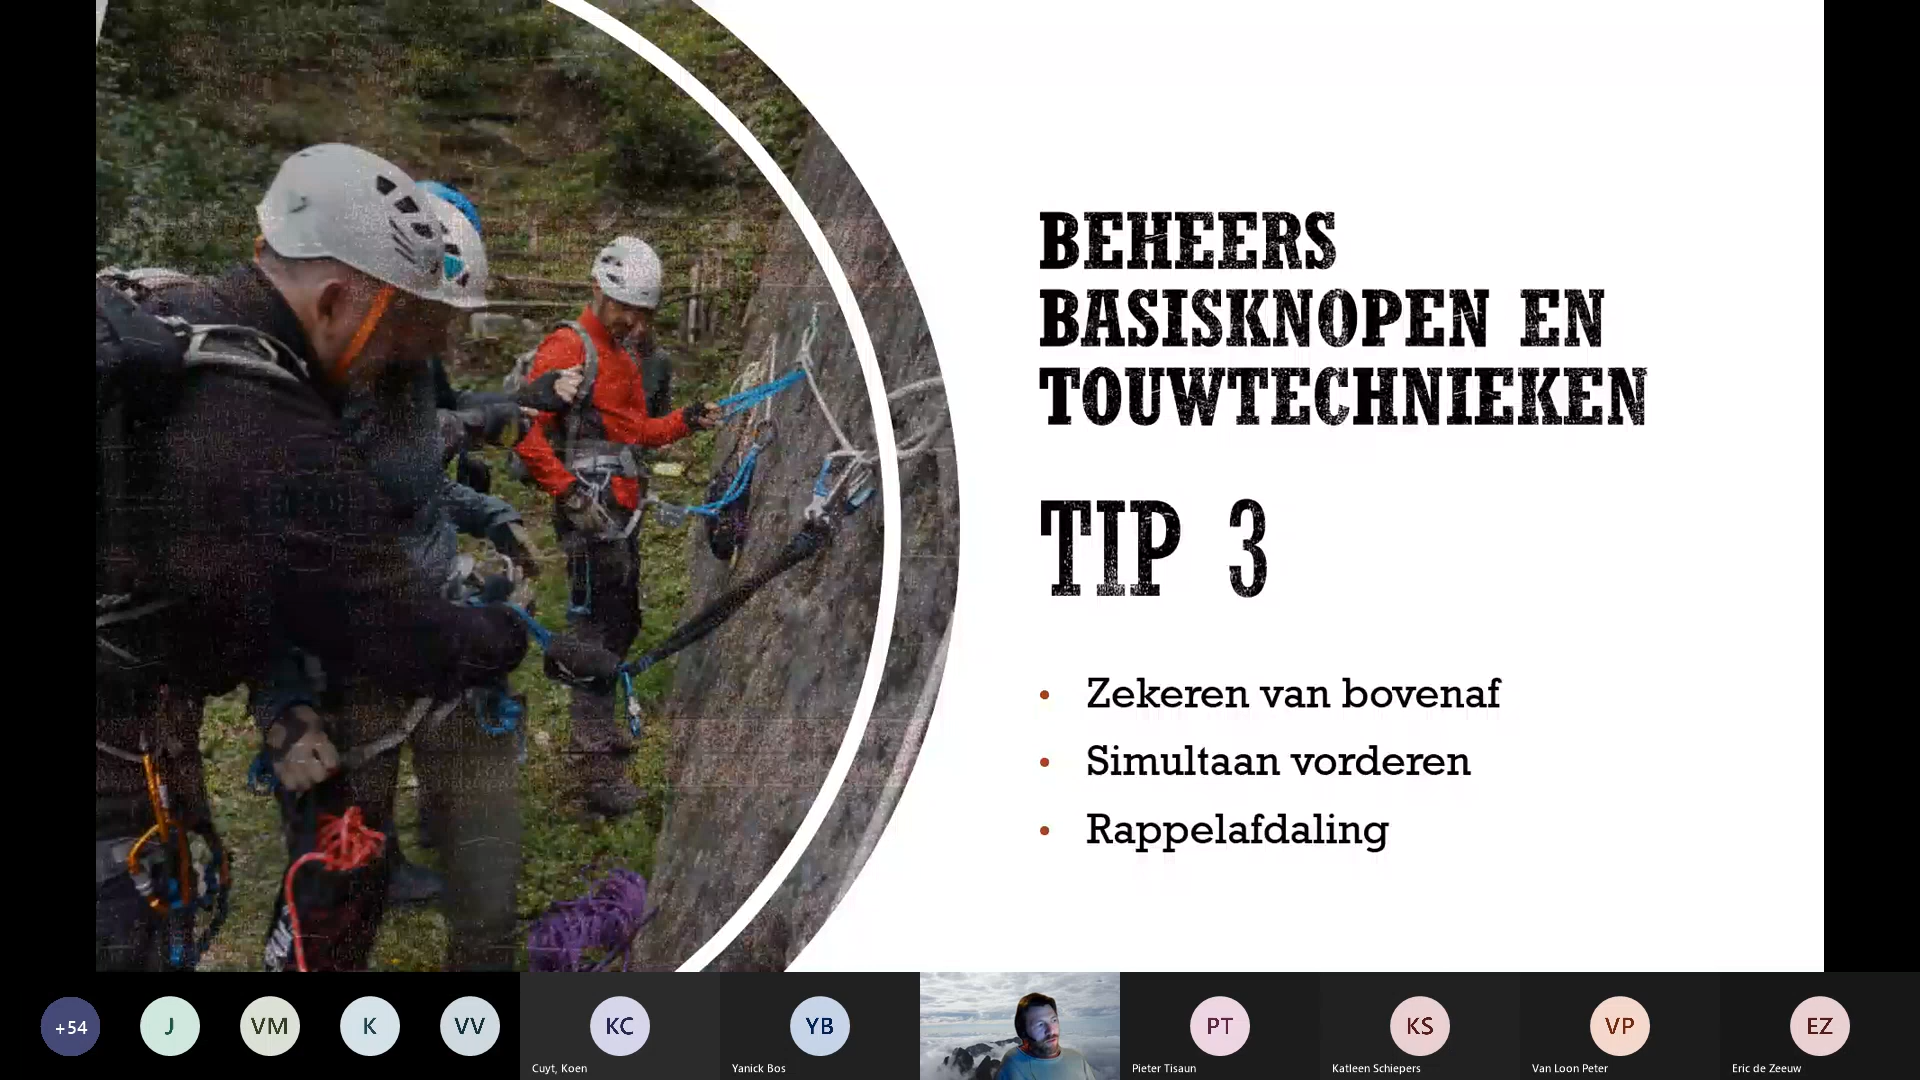 BEHEERS
BASISKNOPEN EN
TOUWTECHNIEKEN
TIP 3
• Zekeren van bovenaf
• Simultaan vorderen
• Rappelafdaling
+54
J
VM
K
VV
KC
YB
PT
KS
VP
EZ
Cuyt, Koen
Yanick Bos
Pieter Tisaun
Katleen Schiepers
Van Loon Peter
Eric de Zeeuw